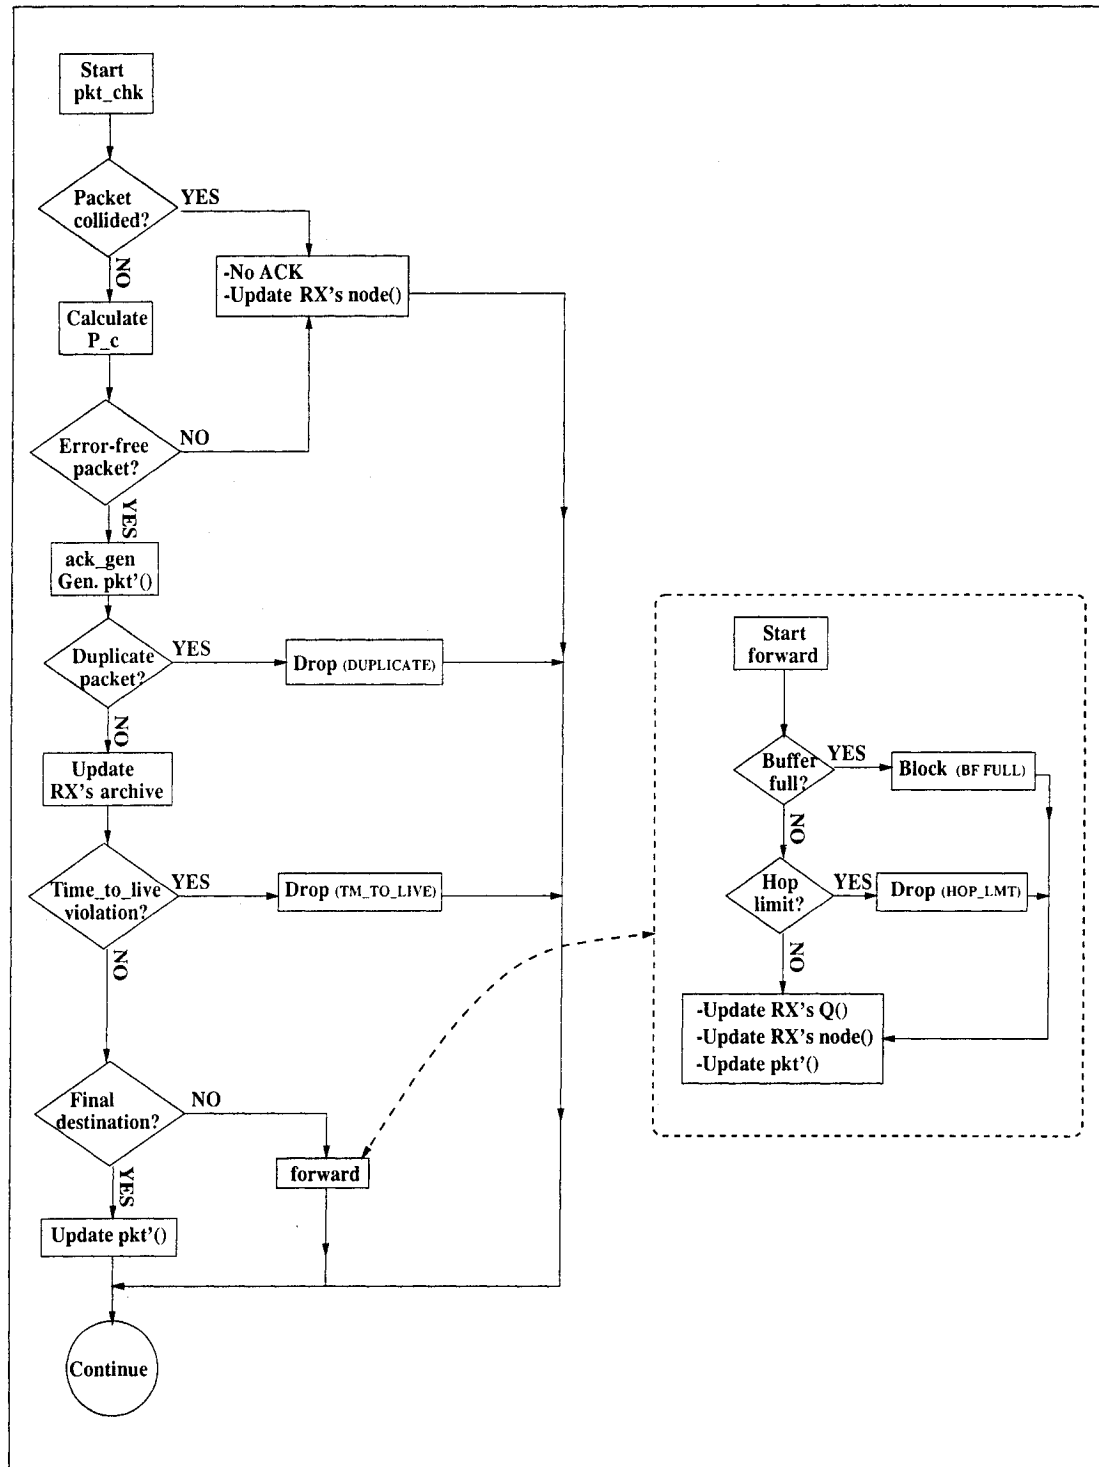 Start
pkt_chk
Packet
collided?
YES
NO
-No ACK
-Update RX's node()
Calculate
P_c
Error-free
packet?
NO
YES
ack_gen
Gen. pkt'()
Duplicate
packet?
YES
Drop (DUPLICATE)
NO
Update
RX's archive
Time_to_live
violation?
YES
Drop (TM_TO_LIVE)
NO
Final
destination?
NO
forward
YES
Update pkt'()
Continue
Start
forward
Buffer
full?
YES
Block (BF FULL)
NO
Hop
limit?
YES
Drop (HOP_LMT)
NO
-Update RX's Q()
-Update RX's node()
-Update pkt'()